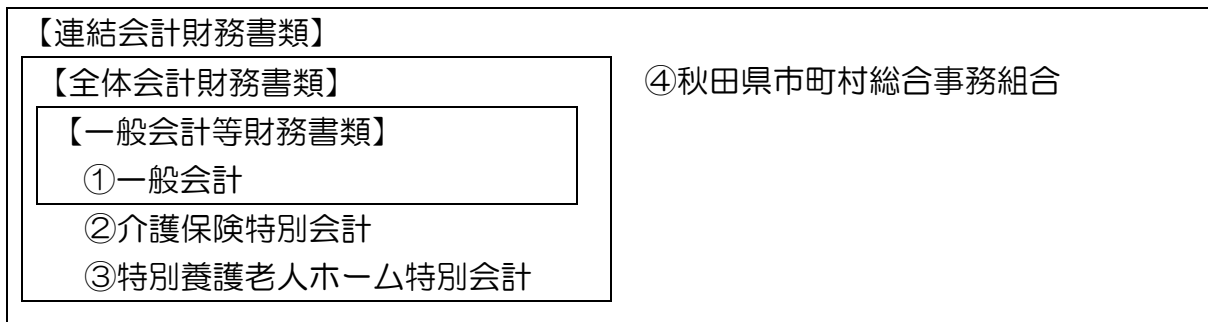 【連結会計財務書類】
【全体会計財務書類】
④秋田県市町村総合事務組合
【一般会計等財務書類】
①一般会計
②介護保険特別会計
③特別養護老人ホーム特別会計